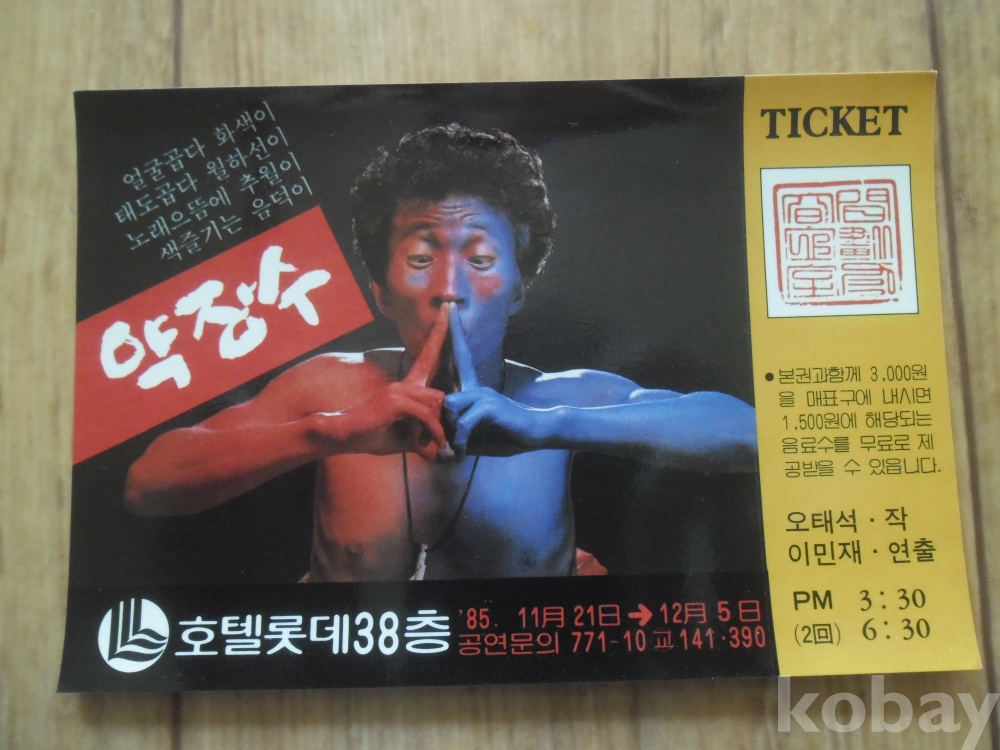 얼굴곱다 화색이
태도곱다 월하선이
노래으뜸에 추월이
색즐기는 음덕이
약장수
호텔롯데38층
'85. 11月 21日 → 12月 5日
공연문의 771-10 교 141·390
TICKET
●본권과함께 3,000원
을 매표구에 내시면
1,500원에 해당되는
음료수를 무료로 제
공받을 수 있읍니다.
오태석·작
이민재·연출
PM 3:30
(2回) 6:30
kobay